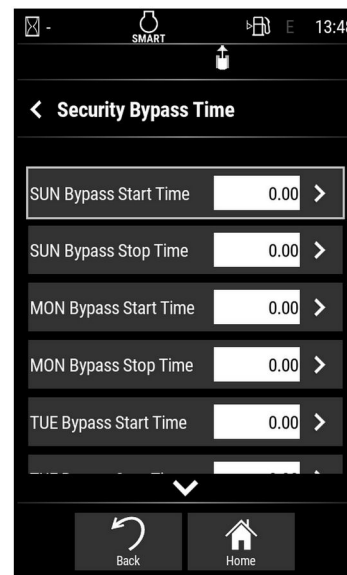 - SMART E 13:48
Security Bypass Time
SUN Bypass Start Time 0.00
SUN Bypass Stop Time 0.00
MON Bypass Start Time 0.00
MON Bypass Stop Time 0.00
TUE Bypass Start Time 0.00
Back Home